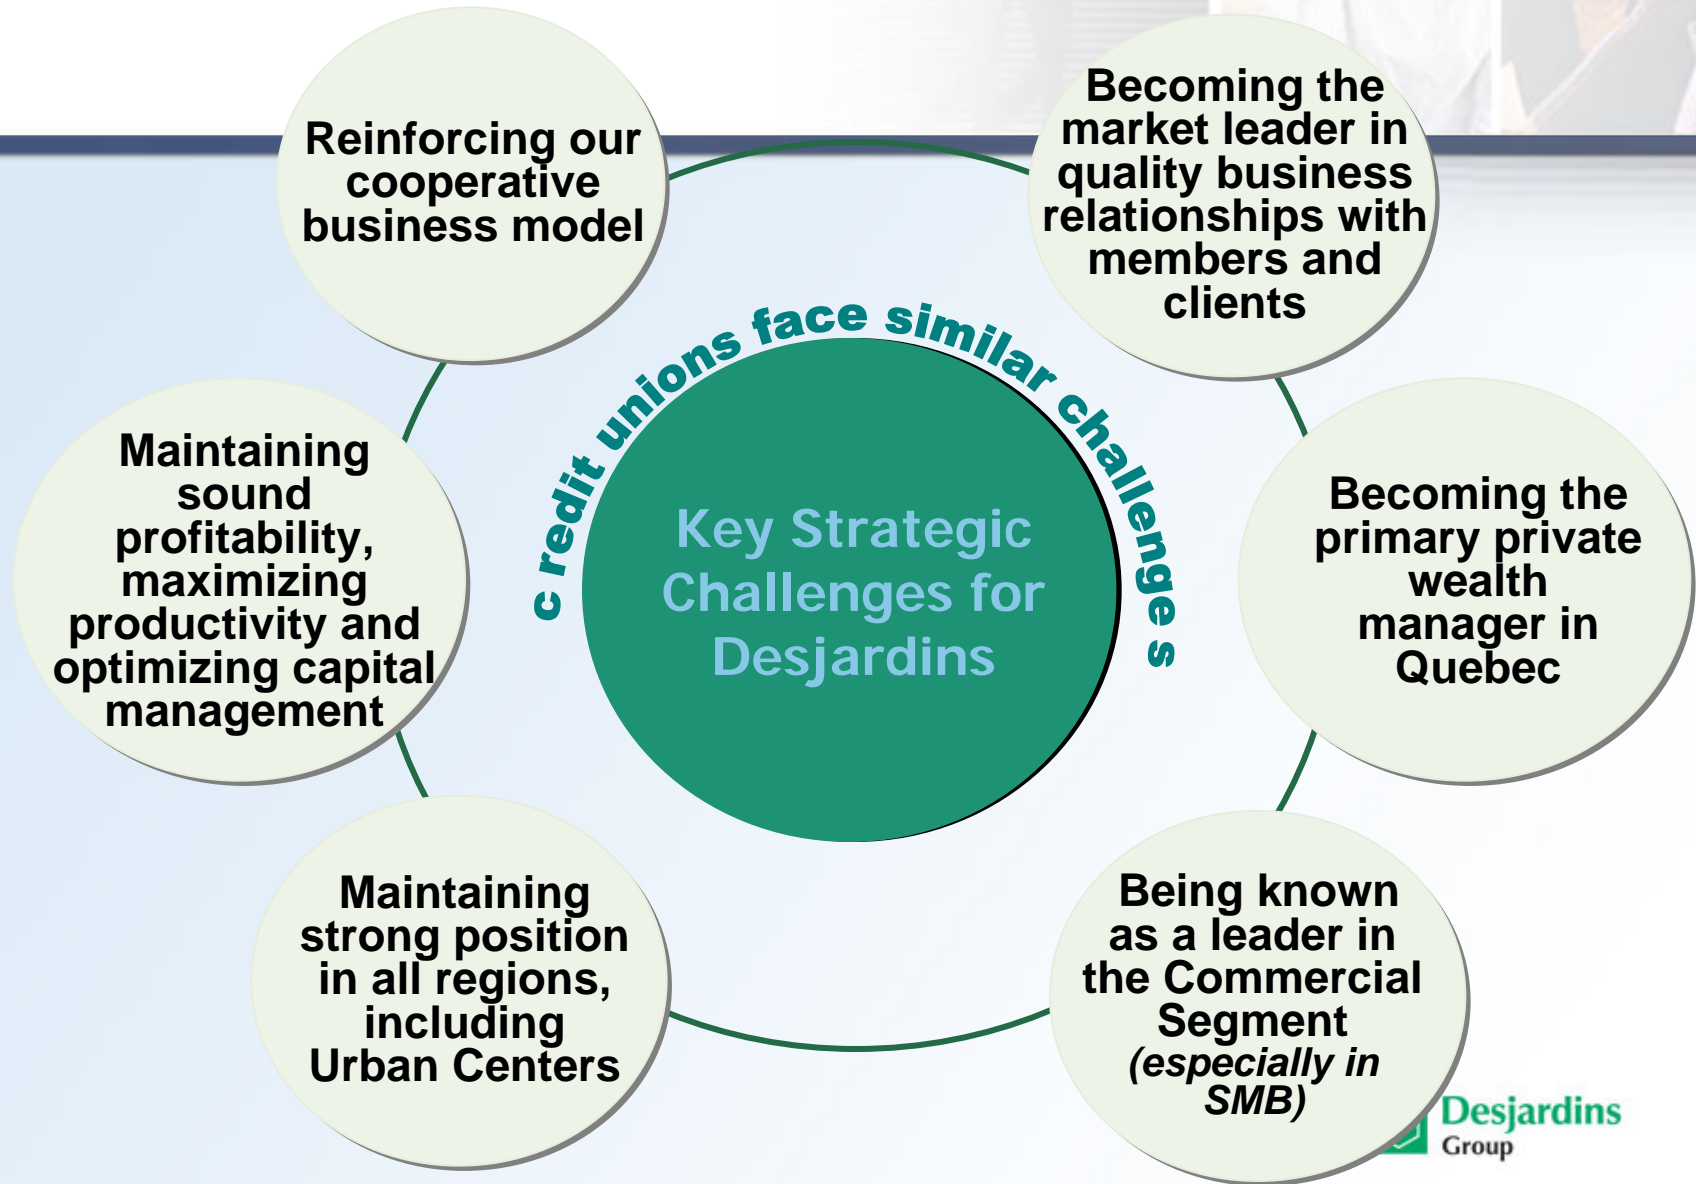 Reinforcing our
cooperative
business model
Becoming the
market leader in
quality business
relationships with
members and
clients
c redit unions face similar challenge s
Key Strategic
Challenges for
Desjardins
Maintaining
sound
profitability,
maximizing
productivity and
optimizing capital
management
Becoming the
primary private
wealth
manager in
Quebec
Maintaining
strong position
in all regions,
including
Urban Centers
Being known
as a leader in
the Commercial
Segment
(especially in
SMB)
Desjardins
Group